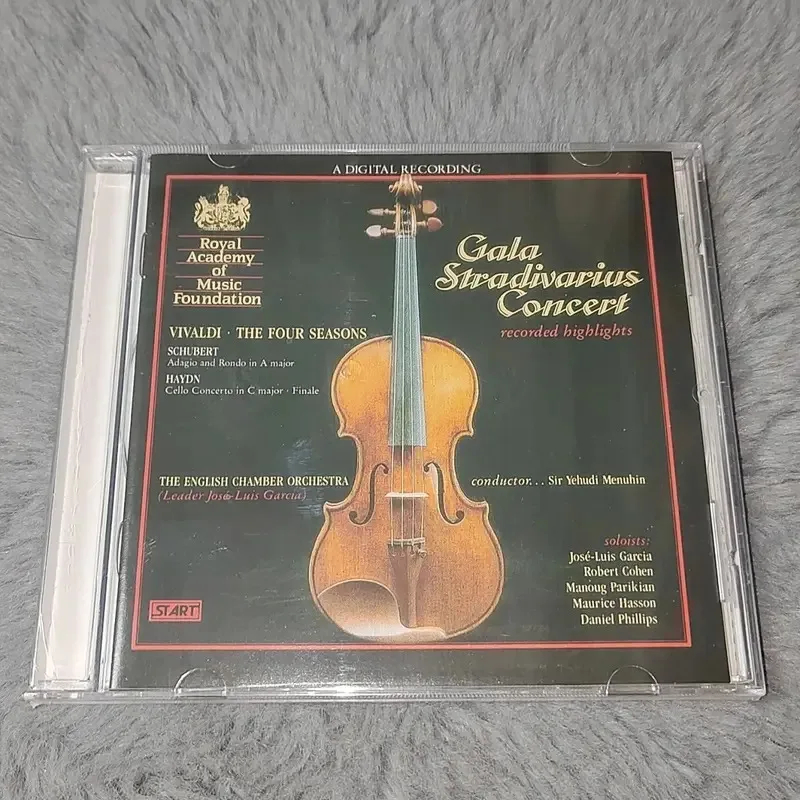 A DIGITAL RECORDING
Royal
Academy
of
Music
Foundation
Gala
Stradivarius
Concert
recorded highlights
VIVALDI · THE FOUR SEASONS
SCHUBERT
Adagio and Rondo in A major
HAYDN
Cello Concerto in C major · Finale
THE ENGLISH CHAMBER ORCHESTRA
(Leader José-Luis Garcia)
conductor... Sir Yehudi Menuhin
soloists:
José-Luis Garcia
Robert Cohen
Manoug Parikian
Maurice Hasson
Daniel Phillips
START